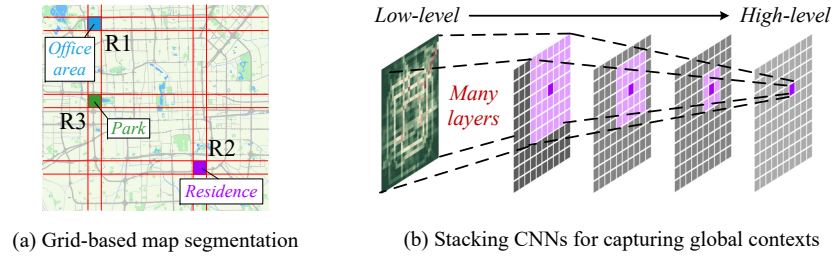 Office
area
R1
R3
Park
R2
Residence
(a) Grid-based map segmentation
Low-level
High-level
Many
layers
(b) Stacking CNNs for capturing global contexts